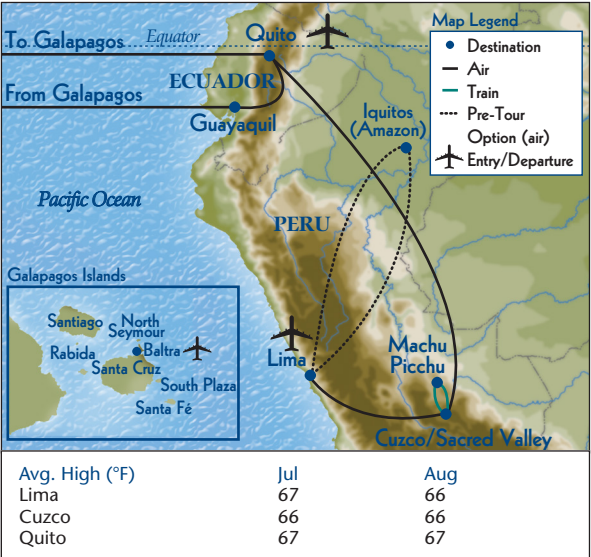 Map Legend
Destination
Air
Train
Pre-Tour
Option (air)
Entry/Departure
To Galapagos
Equator
Quito
ECUADOR
From Galapagos
Guayaquil
Iquitos
(Amazon)
Pacific Ocean
PERU
Galapagos Islands
Santiago
North
Seymour
Rabida
Baltra
Santa Cruz
South Plaza
Santa Fé
Lima
Machu
Picchu
Cuzco/Sacred Valley
Avg. High (°F) Jul Aug
Lima 67 66
Cuzco 66 66
Quito 67 67